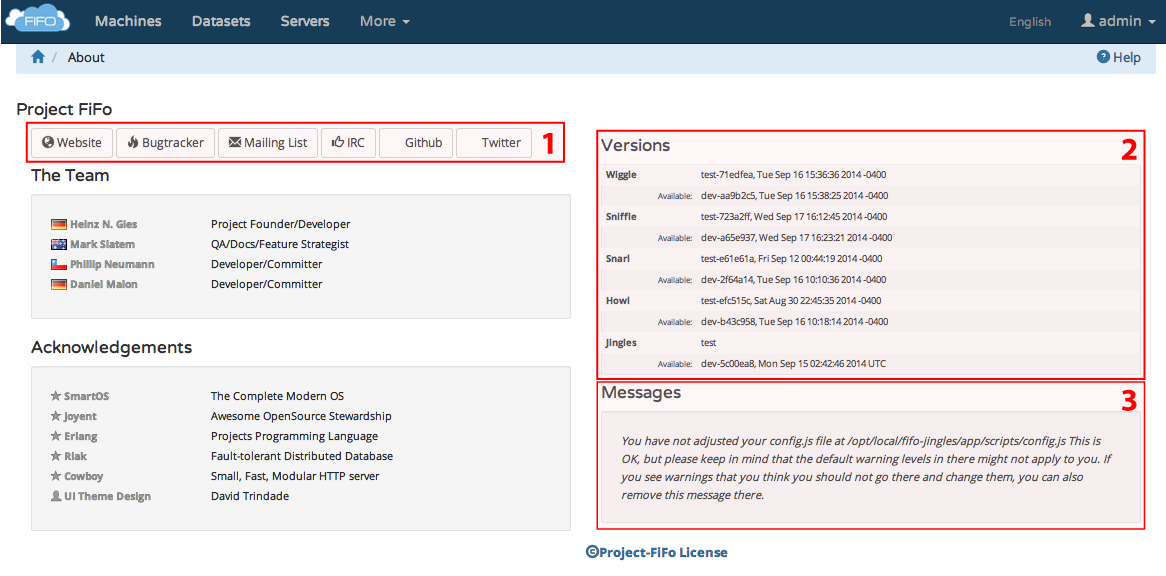 FIFO Machines Datasets Servers More English admin
/ About Help
Project FiFo
Website Bugtracker Mailing List IRC Github Twitter 1
The Team
Heinz N. Gies Project Founder/Developer
Mark Slatem QA/Docs/Feature Strategist
Phillip Neumann Developer/Committer
Daniel Malon Developer/Committer
Acknowledgements
SmartOS The Complete Modern OS
Joyent Awesome OpenSource Stewardship
Erlang Projects Programming Language
Riak Fault-tolerant Distributed Database
Cowboy Small, Fast, Modular HTTP server
UI Theme Design David Trindade
Versions 2
Wiggle test-71edfea, Tue Sep 16 15:36:36 2014 -0400
Available: dev-aa9b2c5, Tue Sep 16 15:38:25 2014 -0400
Sniffle test-723a2ff, Wed Sep 17 16:12:45 2014 -0400
Available: dev-a65e937, Wed Sep 17 16:23:21 2014 -0400
Snarl test-e61e61a, Fri Sep 12 00:44:19 2014 -0400
Available: dev-2f64a14, Tue Sep 16 10:10:36 2014 -0400
Howl test-efc515c, Sat Aug 30 22:45:35 2014 -0400
Available: dev-b43c958, Tue Sep 16 10:18:14 2014 -0400
Jingles test
Available: dev-5c00ea8, Mon Sep 15 02:42:46 2014 UTC
Messages 3
You have not adjusted your config.js file at /opt/local/fifo-jingles/app/scripts/config.js This is
OK, but please keep in mind that the default warning levels in there might not apply to you. If
you see warnings that you think you should not go there and change them, you can also
remove this message there.
©Project-FiFo License